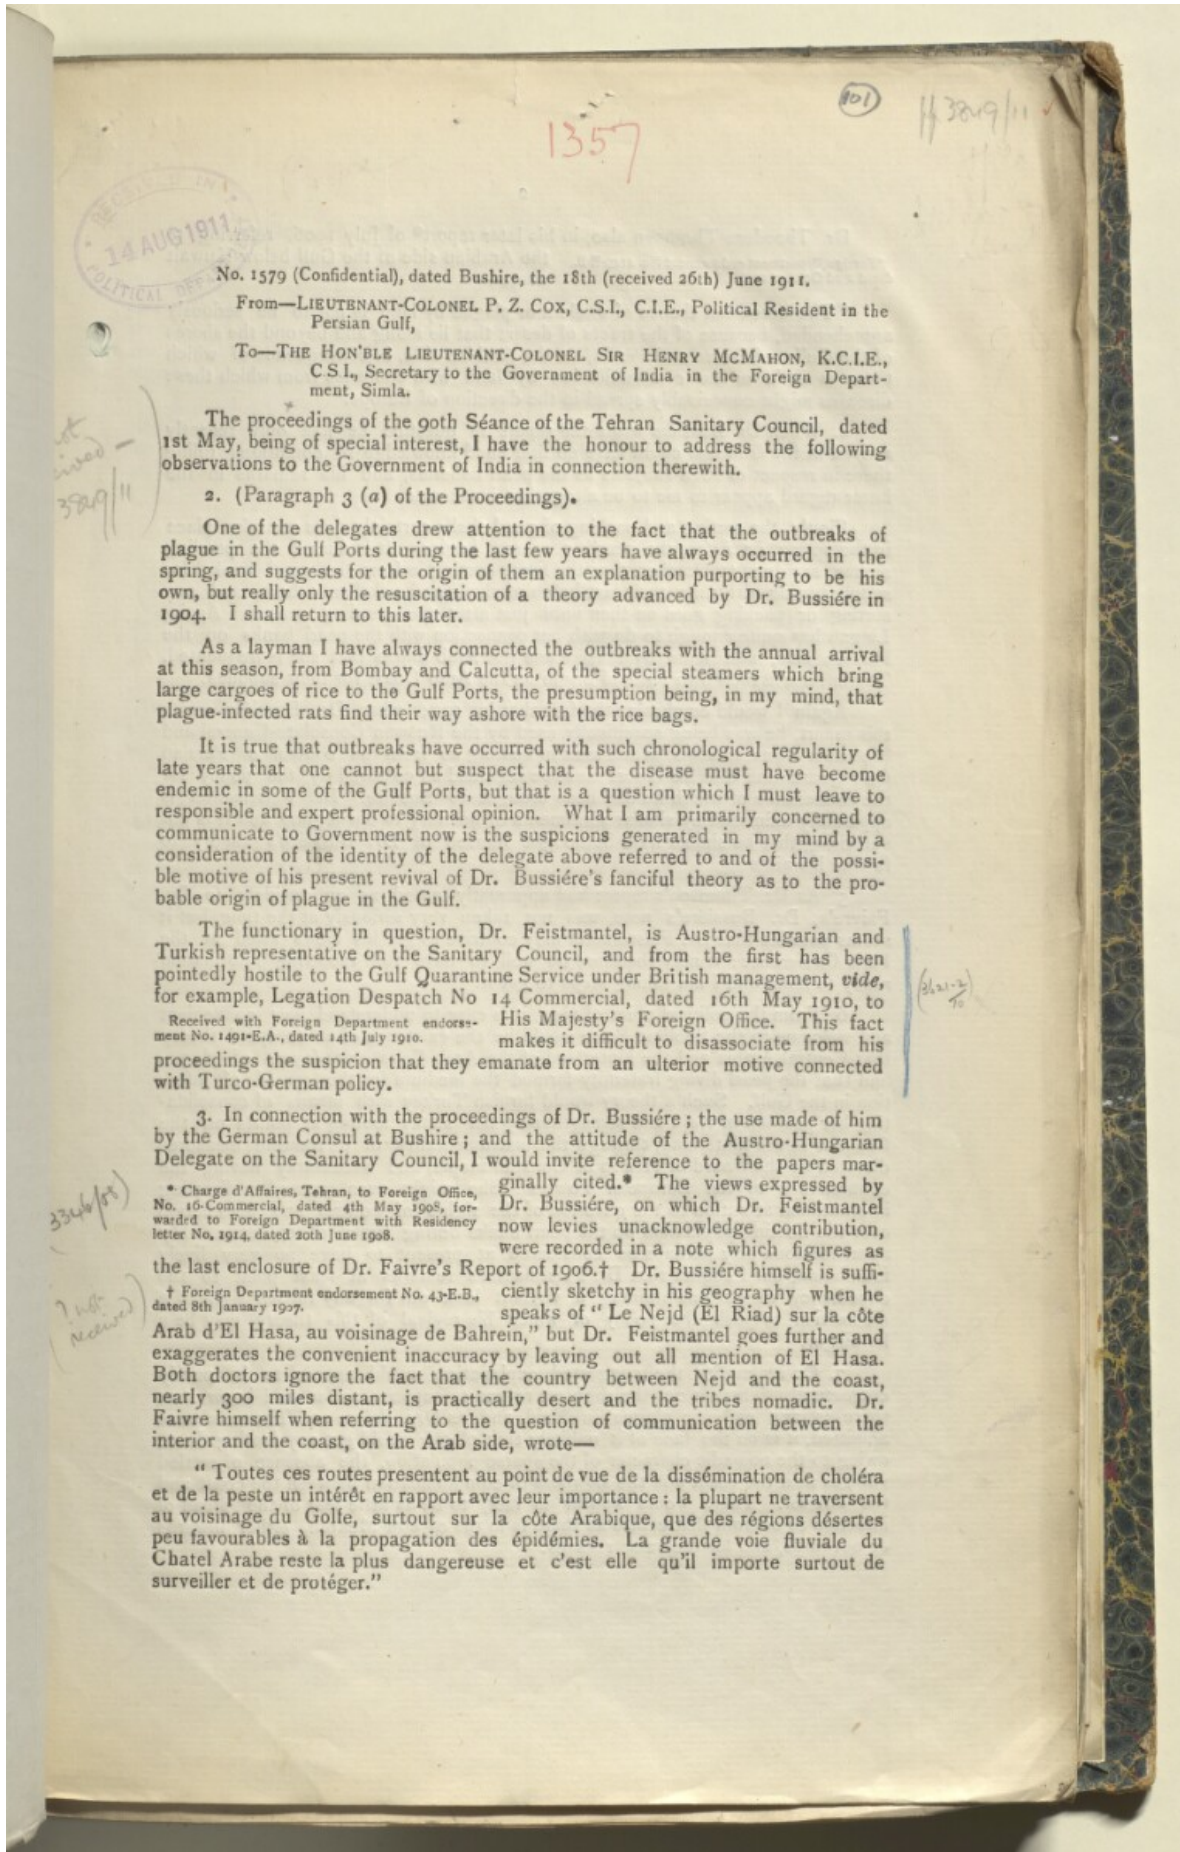 101
ff 3849/11
1357
RECEIVED IN
14 AUG 1911
POLITICAL
No. 1579 (Confidential), dated Bushire, the 18th (received 26th) June 1911.
From—LIEUTENANT-COLONEL P. Z. COX, C.S.I., C.I.E., Political Resident in the
Persian Gulf,
To—THE HON'BLE LIEUTENANT-COLONEL SIR HENRY MCMAHON, K.C.I.E.,
C S I., Secretary to the Government of India in the Foreign Depart-
ment, Simla.
The proceedings of the 90th Séance of the Tehran Sanitary Council, dated
1st May, being of special interest, I have the honour to address the following
observations to the Government of India in connection therewith.
3849/11
2. (Paragraph 3 (a) of the Proceedings).
One of the delegates drew attention to the fact that the outbreaks of
plague in the Gulf Ports during the last few years have always occurred in the
spring, and suggests for the origin of them an explanation purporting to be his
own, but really only the resuscitation of a theory advanced by Dr. Bussiére in
1904. I shall return to this later.
As a layman I have always connected the outbreaks with the annual arrival
at this season, from Bombay and Calcutta, of the special steamers which bring
large cargoes of rice to the Gulf Ports, the presumption being, in my mind, that
plague-infected rats find their way ashore with the rice bags.
It is true that outbreaks have occurred with such chronological regularity of
late years that one cannot but suspect that the disease must have become
endemic in some of the Gulf Ports, but that is a question which I must leave to
responsible and expert professional opinion. What I am primarily concerned to
communicate to Government now is the suspicions generated in my mind by a
consideration of the identity of the delegate above referred to and of the possi-
ble motive of his present revival of Dr. Bussiére's fanciful theory as to the pro-
bable origin of plague in the Gulf.
The functionary in question, Dr. Feistmantel, is Austro-Hungarian and
Turkish representative on the Sanitary Council, and from the first has been
pointedly hostile to the Gulf Quarantine Service under British management, vide,
for example, Legation Despatch No 14 Commercial, dated 16th May 1910, to
Received with Foreign Department endorse-
ment No. 1491-E.A., dated 14th July 1910.
His Majesty's Foreign Office. This fact
makes it difficult to disassociate from his
proceedings the suspicion that they emanate from an ulterior motive connected
with Turco-German policy.
3. In connection with the proceedings of Dr. Bussiére; the use made of him
by the German Consul at Bushire; and the attitude of the Austro-Hungarian
Delegate on the Sanitary Council, I would invite reference to the papers mar-
3346/08
* Charge d'Affaires, Tehran, to Foreign Office,
No. 16-Commercial, dated 4th May 1908, for-
warded to Foreign Department with Residency
letter No. 1914, dated 20th June 1908.
ginally cited.* The views expressed by
Dr. Bussiére, on which Dr. Feistmantel
now levies unacknowledge contribution,
were recorded in a note which figures as
the last enclosure of Dr. Faivre's Report of 1906.† Dr. Bussiére himself is suffi-
? not
received
† Foreign Department endorsement No. 43-E.B.,
dated 8th January 1907.
ciently sketchy in his geography when he
speaks of " Le Nejd (El Riad) sur la côte
Arab d'El Hasa, au voisinage de Bahrein," but Dr. Feistmantel goes further and
exaggerates the convenient inaccuracy by leaving out all mention of El Hasa.
Both doctors ignore the fact that the country between Nejd and the coast,
nearly 300 miles distant, is practically desert and the tribes nomadic. Dr.
Faivre himself when referring to the question of communication between the
interior and the coast, on the Arab side, wrote—
" Toutes ces routes presentent au point de vue de la dissémination de choléra
et de la peste un intérêt en rapport avec leur importance: la plupart ne traversent
au voisinage du Golfe, surtout sur la côte Arabique, que des régions désertes
peu favourables à la propagation des épidémies. La grande voie fluviale du
Chatel Arabe reste la plus dangereuse et c'est elle qu'il importe surtout de
surveiller et de protéger."